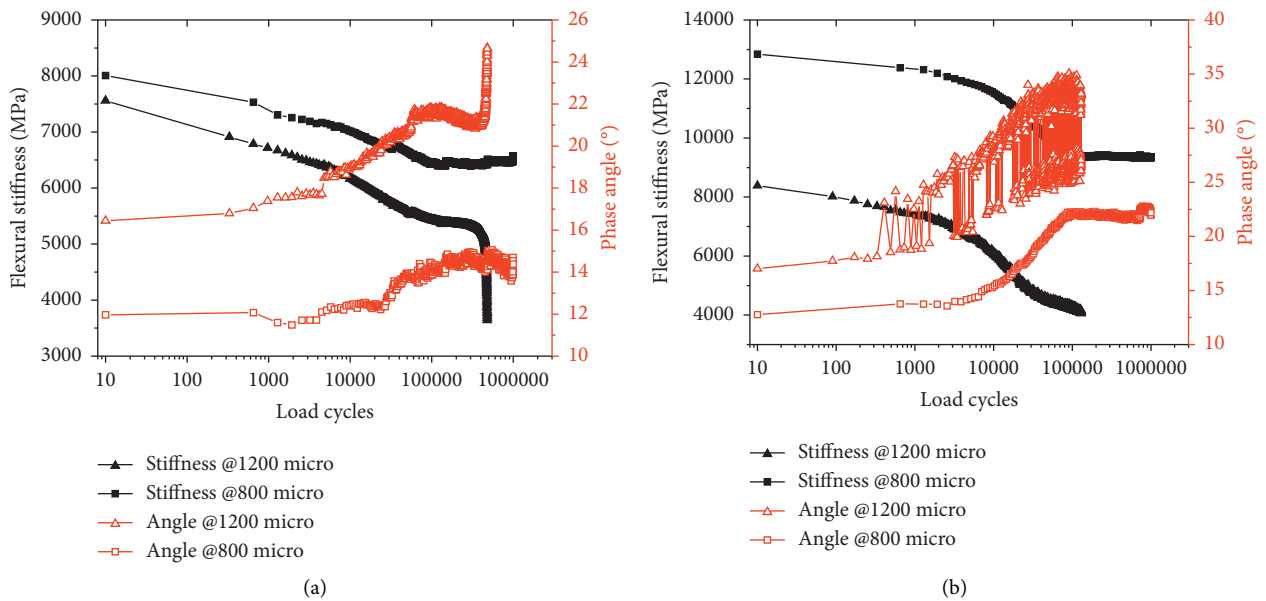 9000
8000
7000
6000
5000
4000
3000
Flexural stiffness (MPa)
26
24
22
20
18
16
14
12
10
Phase angle (°)
10 100 1000 10000 100000 1000000
Load cycles
Stiffness @1200 micro
Stiffness @800 micro
Angle @1200 micro
Angle @800 micro
(a)
14000
12000
10000
8000
6000
4000
Flexural stiffness (MPa)
40
35
30
25
20
15
10
Phase angle (°)
10 100 1000 10000 100000 1000000
Load cycles
Stiffness @1200 micro
Stiffness @800 micro
Angle @1200 micro
Angle @800 micro
(b)